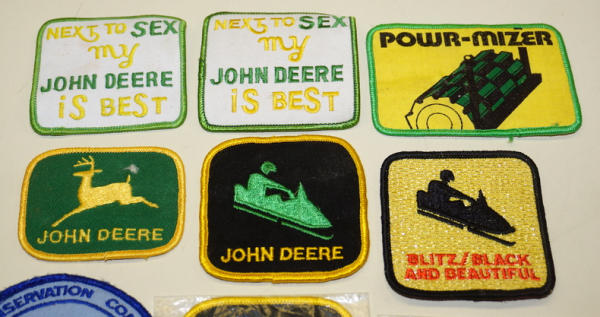 NEXT TO SEX
my
JOHN DEERE
iS BEST
NEXT TO SEX
my
JOHN DEERE
iS BEST
POWR-MIZER
JOHN DEERE
JOHN DEERE
BLITZ/BLACK
AND BEAUTIFUL